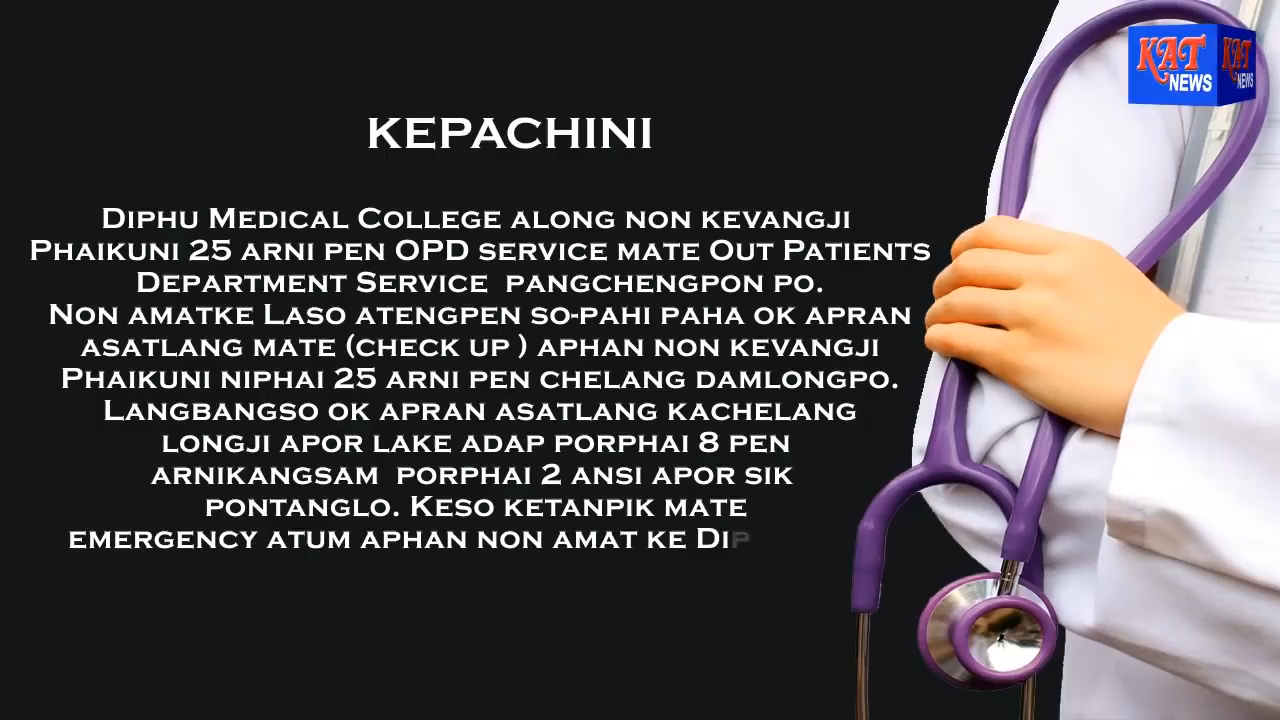 KAT NEWS KAT NEWS
KEPACHINI
DIPHU MEDICAL COLLEGE ALONG NON KEVANGJI
PHAIKUNI 25 ARNI PEN OPD SERVICE MATE OUT PATIENTS
DEPARTMENT SERVICE PANGCHENGPON PO.
NON AMATKE LASO ATENGPEN SO-PAHI PAHA OK APRAN
ASATLANG MATE (CHECK UP ) APHAN NON KEVANGJI
PHAIKUNI NIPHAI 25 ARNI PEN CHELANG DAMLONGPO.
LANGBANGSO OK APRAN ASATLANG KACHELANG
LONGJI APOR LAKE ADAP PORPHAI 8 PEN
ARNIKANGSAM PORPHAI 2 ANSI APOR SIK
PONTANGLO. KESO KETANPIK MATE
EMERGENCY ATUM APHAN NON AMAT KE DIP